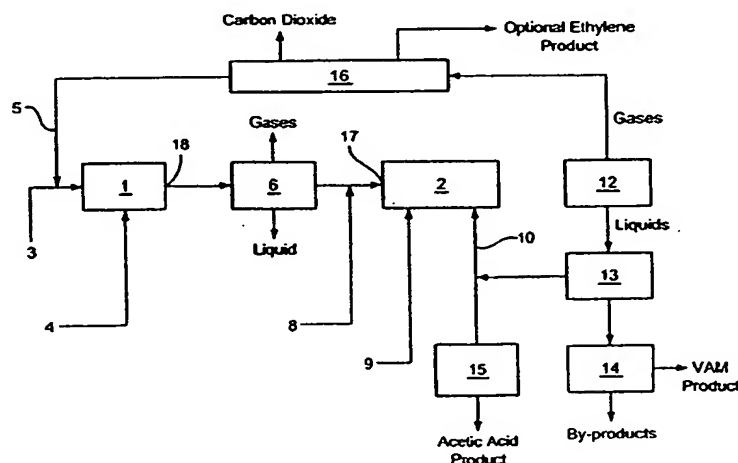 Carbon Dioxide
Optional Ethylene
Product
16
5
Gases
Gases
18
17
1
6
2
12
Liquid
10
Liquids
3
13
4
8
9
15
14
VAM
Product
Acetic Acid
Product
By-products